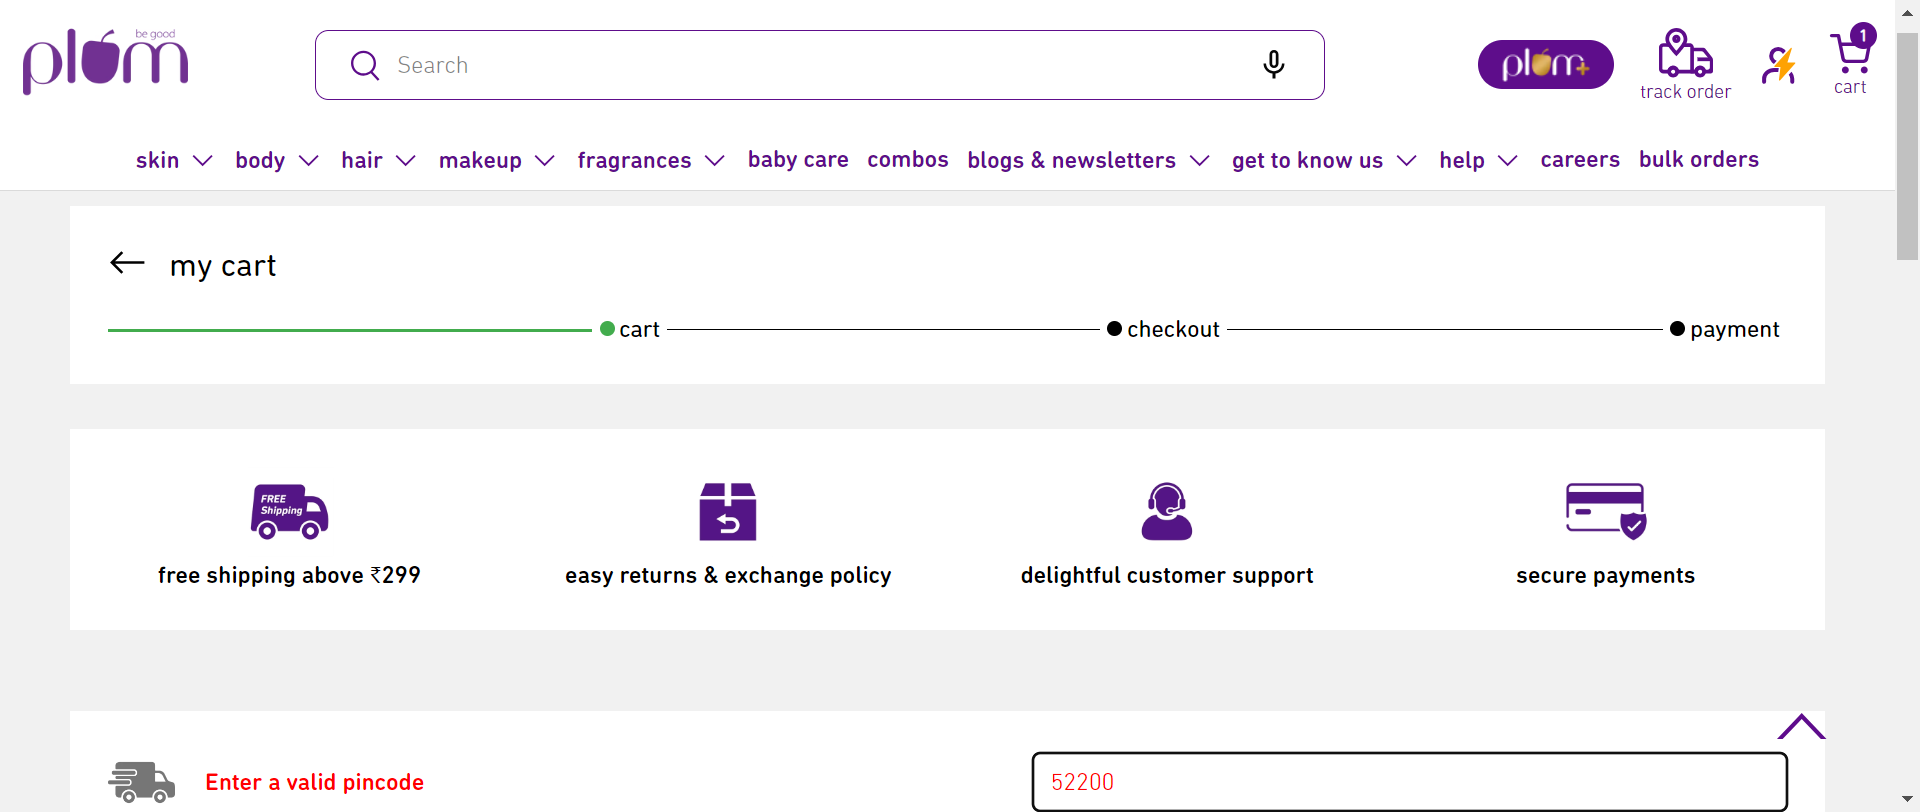 plum be good
Search
plum+
track order
1
cart
skin body hair makeup fragrances baby care combos blogs & newsletters get to know us help careers bulk orders
my cart
cart checkout payment
FREE
Shipping
free shipping above ₹299
easy returns & exchange policy
delightful customer support
secure payments
Enter a valid pincode
52200